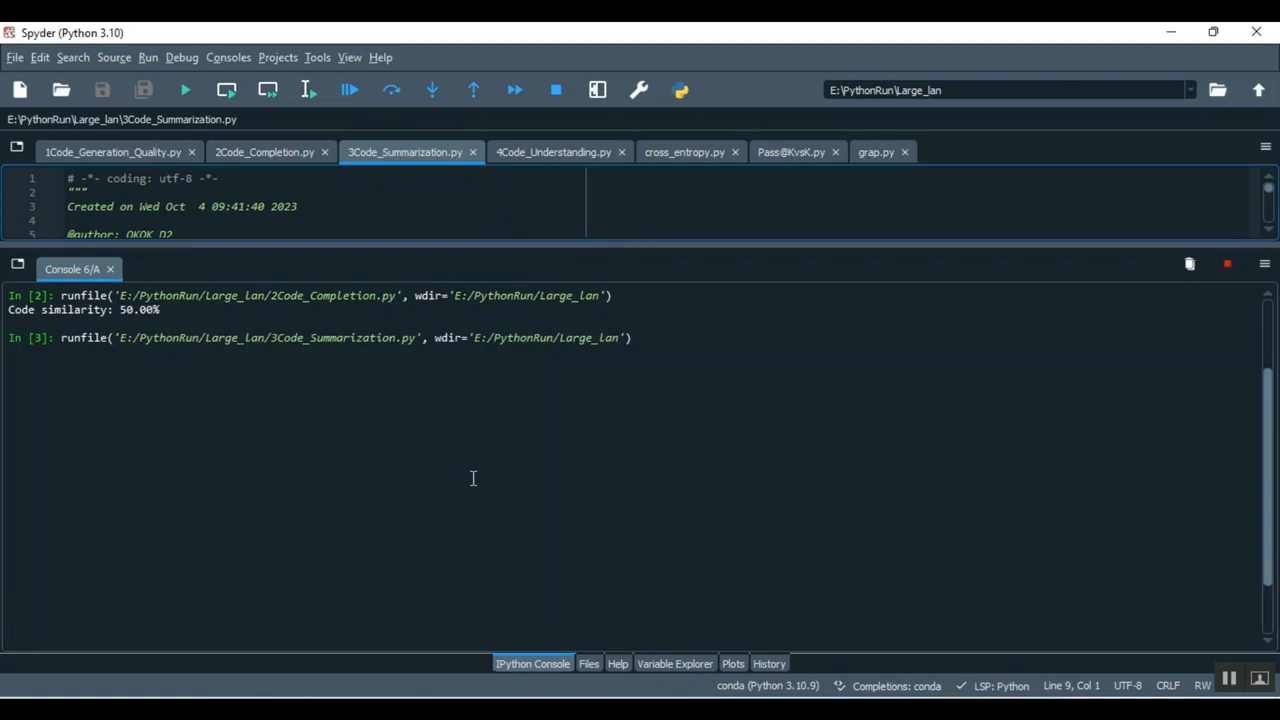 Spyder (Python 3.10)
File Edit Search Source Run Debug Consoles Projects Tools View Help
E:\PythonRun\Large_lan
E:\PythonRun\Large_lan\3Code_Summarization.py
1Code_Generation_Quality.py 2Code_Completion.py 3Code_Summarization.py 4Code_Understanding.py cross_entropy.py Pass@KvsK.py grap.py
1 # -*- coding: utf-8 -*-
2 """
3 Created on Wed Oct  4 09:41:40 2023
4
5 @author: OKOK D2
Console 6/A
In [2]: runfile('E:/PythonRun/Large_lan/2Code_Completion.py', wdir='E:/PythonRun/Large_lan')
Code similarity: 50.00%
In [3]: runfile('E:/PythonRun/Large_lan/3Code_Summarization.py', wdir='E:/PythonRun/Large_lan')
IPython Console Files Help Variable Explorer Plots History
conda (Python 3.10.9) Completions: conda LSP: Python Line 9, Col 1 UTF-8 CRLF RW